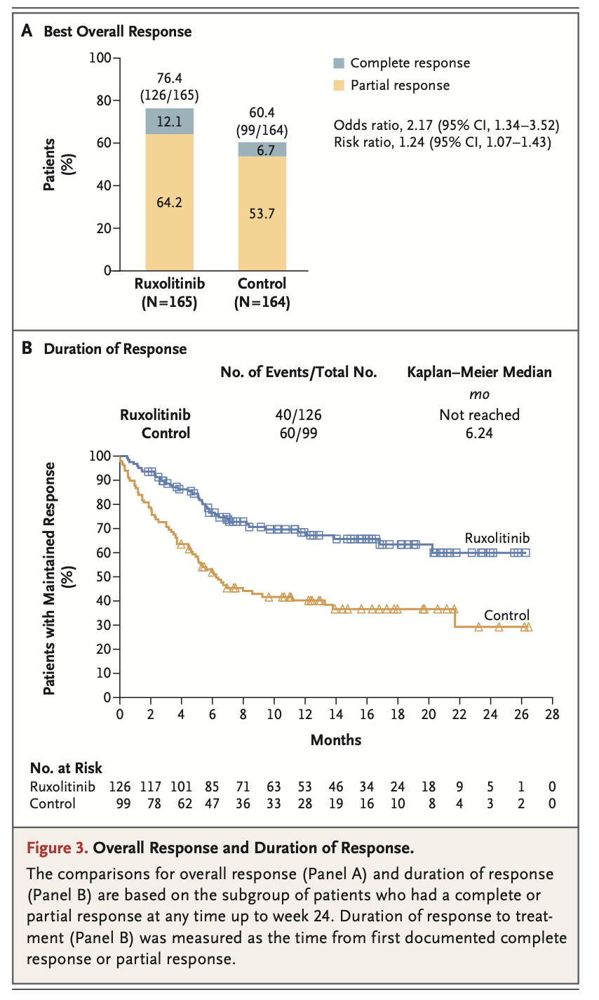 A Best Overall Response
100
80
60
40
20
0
Patients
(%)
76.4
(126/165)
12.1
64.2
60.4
(99/164)
6.7
53.7
Ruxolitinib
(N=165)
Control
(N=164)
Complete response
Partial response
Odds ratio, 2.17 (95% CI, 1.34–3.52)
Risk ratio, 1.24 (95% CI, 1.07–1.43)
B Duration of Response
No. of Events/Total No. Kaplan–Meier Median
mo
Ruxolitinib 40/126 Not reached
Control 60/99 6.24
Patients with Maintained Response
(%)
100
90
80
70
60
50
40
30
20
10
0
Ruxolitinib
Control
0 2 4 6 8 10 12 14 16 18 20 22 24 26 28
Months
No. at Risk
Ruxolitinib 126 117 101 85 71 63 53 46 34 24 18 9 5 1 0
Control 99 78 62 47 36 33 28 19 16 10 8 4 3 2 0
Figure 3. Overall Response and Duration of Response.
The comparisons for overall response (Panel A) and duration of response
(Panel B) are based on the subgroup of patients who had a complete or
partial response at any time up to week 24. Duration of response to treat-
ment (Panel B) was measured as the time from first documented complete
response or partial response.